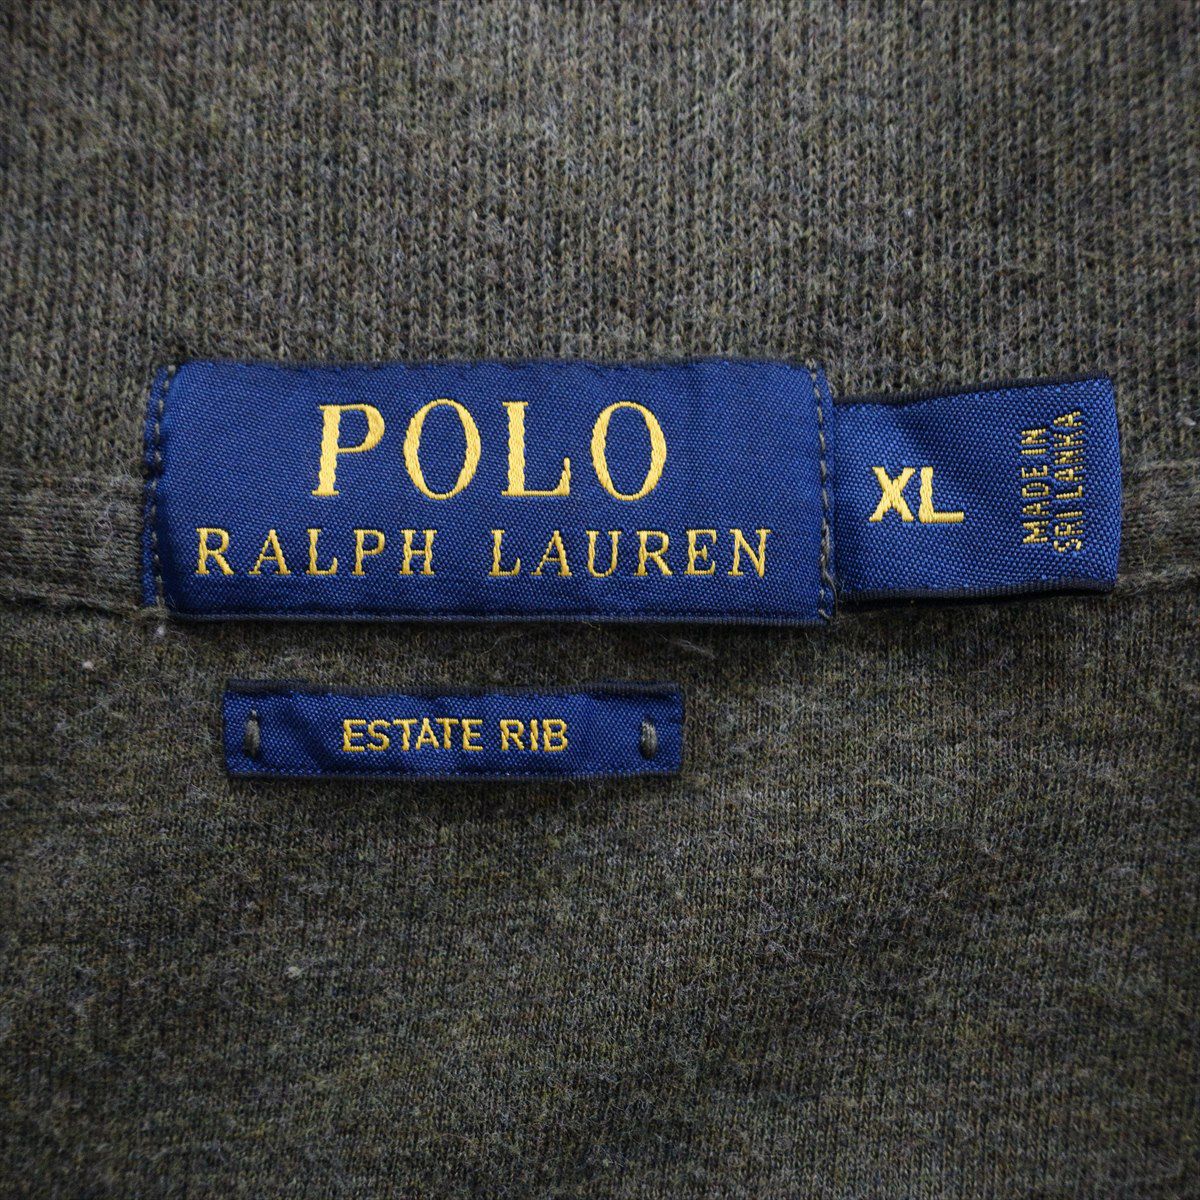 POLO
RALPH LAUREN
XL
MADE IN
SRI LANKA
ESTATE RIB